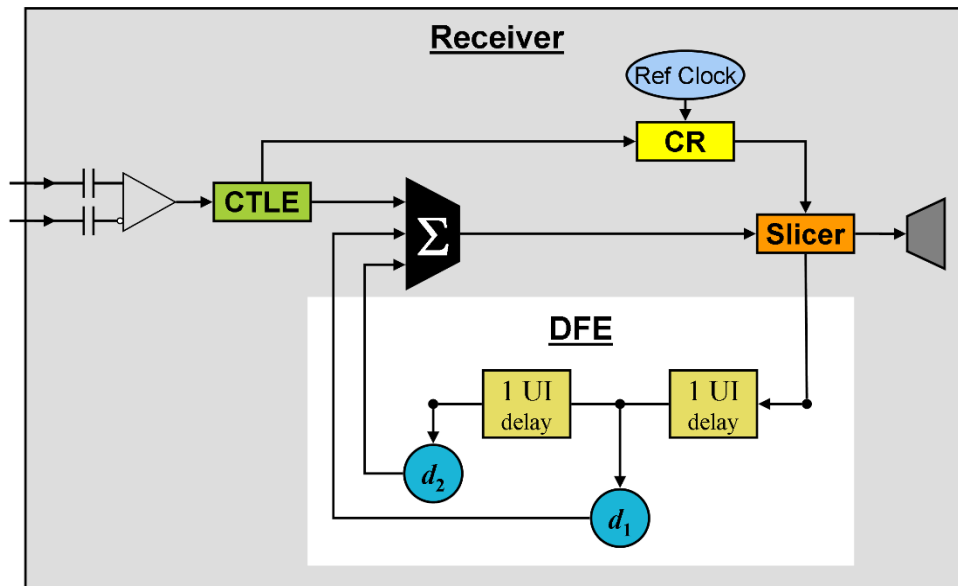 Receiver
Ref Clock
CR
CTLE
Σ
Slicer
DFE
1 UI
delay
1 UI
delay
d2
d1